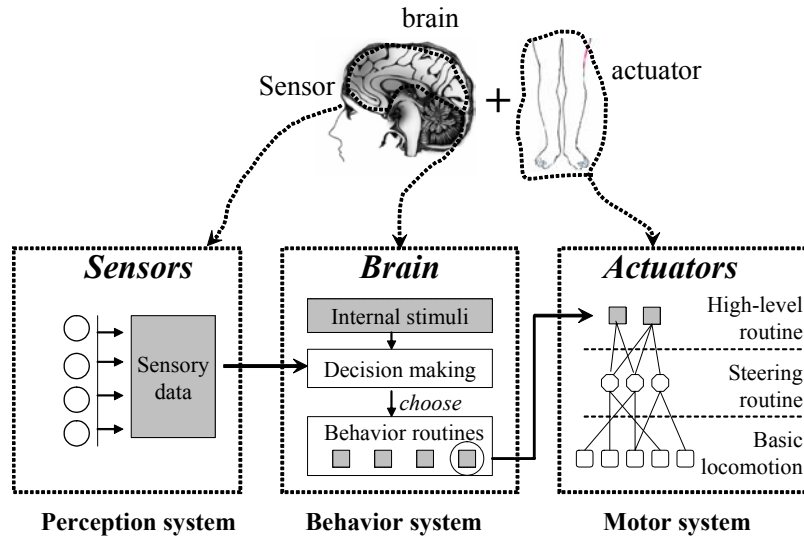 brain
Sensor
+
actuator
Sensors
Brain
Actuators
Sensory
data
Internal stimuli
Decision making
choose
Behavior routines
High-level
routine
Steering
routine
Basic
locomotion
Perception system
Behavior system
Motor system